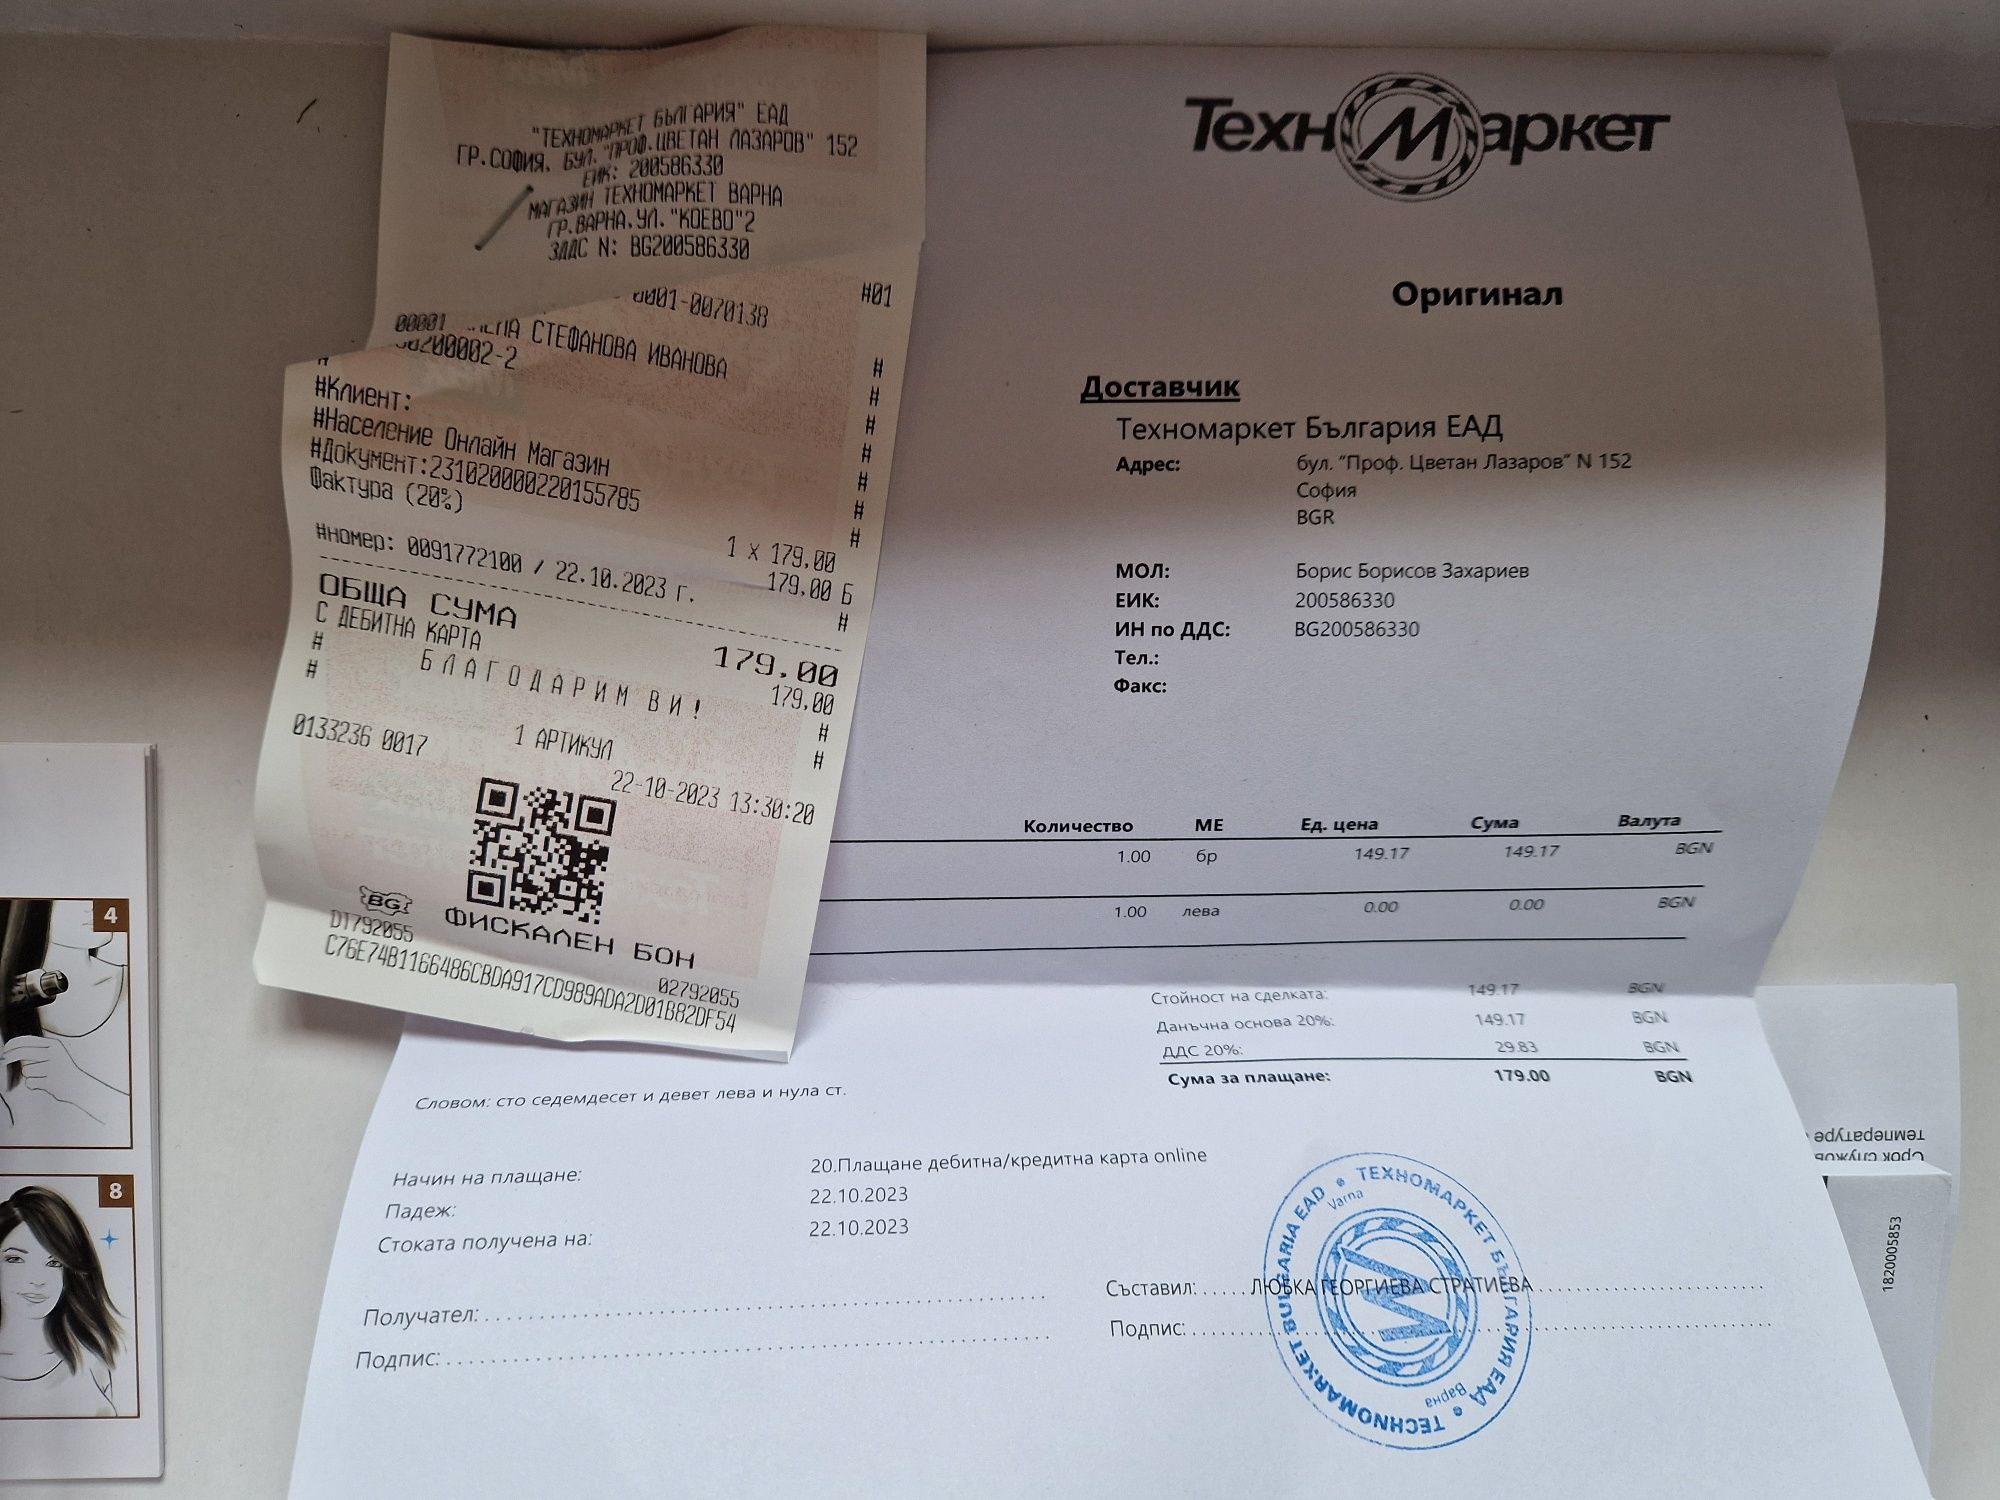 "ТЕХНОМАРКЕТ БЪЛГАРИЯ" ЕАД
ГР.СОФИЯ, БУЛ."ПРОФ.ЦВЕТАН ЛАЗАРОВ" 152
ЕИК: 200586330
МАГАЗИН ТЕХНОМАРКЕТ ВАРНА
ГР.ВАРНА,УЛ."КОЕВО"2
ЗДДС N: BG200586330
0001-0070138 #01
00001 СТЕФАНОВА ИВАНОВА
00200002-2
# #
#Клиент: #
#Население Онлайн Магазин #
#Документ:231020000220155785 #
Фактура (20%)
1 x 179.00
#номер: 0091772100 / 22.10.2023 г.
179.00 Б
ОБЩА СУМА 179.00
С ДЕБИТНА КАРТА 179.00
# БЛАГОДАРИМ ВИ! #
# #
0133236 0017 1 АРТИКУЛ
22-10-2023 13:30:20
BG ФИСКАЛЕН БОН
DT792055 02792055
C76E74B1166486CBDA917CD989ADA2D01B82DF54
ТехноМаркет
Оригинал
Доставчик
Техномаркет България ЕАД
Адрес: бул. "Проф. Цветан Лазаров" N 152
София
BGR
МОЛ: Борис Борисов Захариев
ЕИК: 200586330
ИН по ДДС: BG200586330
Тел.:
Факс:
Количество МЕ Ед. цена Сума Валута
1.00 бр 149.17 149.17 BGN
1.00 лева 0.00 0.00 BGN
Стойност на сделката: 149.17 BGN
Данъчна основа 20%: 149.17 BGN
ДДС 20%: 29.83 BGN
Сума за плащане: 179.00 BGN
Словом: сто седемдесет и девет лева и нула ст.
Начин на плащане: 20.Плащане дебитна/кредитна карта online
Падеж: 22.10.2023
Стоката получена на: 22.10.2023
Получател:
Подпис:
Съставил: ЛЮБКА ГЕОРГИЕВА СТРАТИЕВА
Подпис:
ТЕХНОМАРКЕТ БЪЛГАРИЯ ЕАД
TECHNOMARKET BULGARIA EAD
Varna
Варна
M
4
8
температуре
Срок службы
1820005853